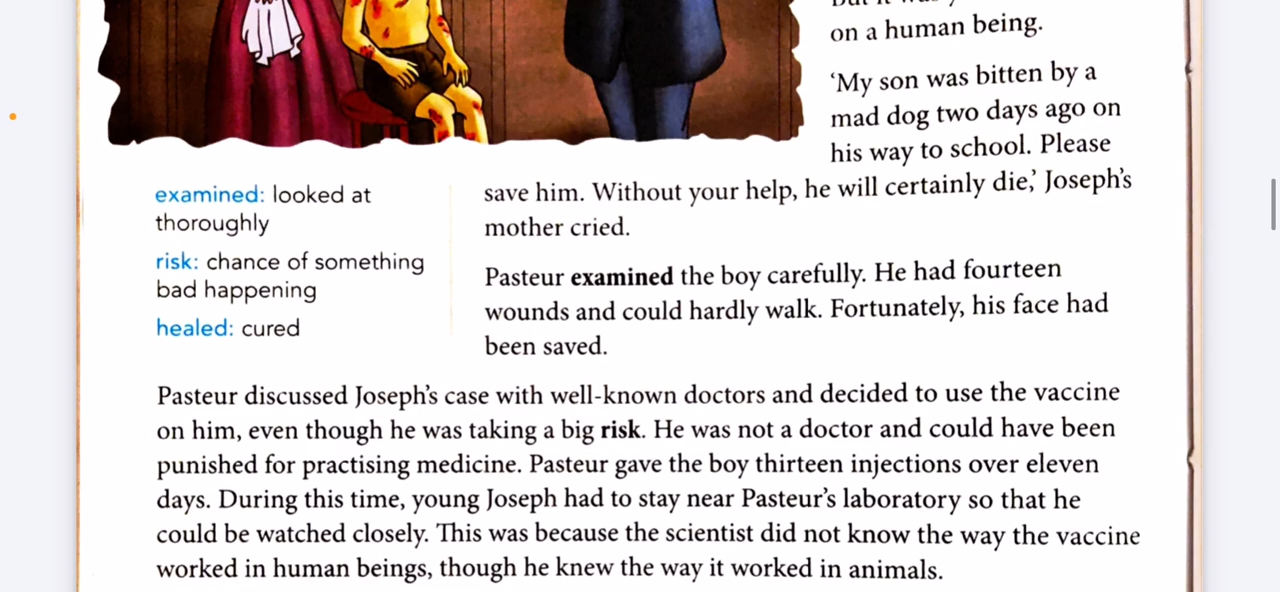 on a human being.
‘My son was bitten by a
mad dog two days ago on
his way to school. Please
save him. Without your help, he will certainly die,’ Joseph’s
mother cried.
examined: looked at
thoroughly
risk: chance of something
bad happening
healed: cured
Pasteur examined the boy carefully. He had fourteen
wounds and could hardly walk. Fortunately, his face had
been saved.
Pasteur discussed Joseph’s case with well-known doctors and decided to use the vaccine
on him, even though he was taking a big risk. He was not a doctor and could have been
punished for practising medicine. Pasteur gave the boy thirteen injections over eleven
days. During this time, young Joseph had to stay near Pasteur’s laboratory so that he
could be watched closely. This was because the scientist did not know the way the vaccine
worked in human beings, though he knew the way it worked in animals.